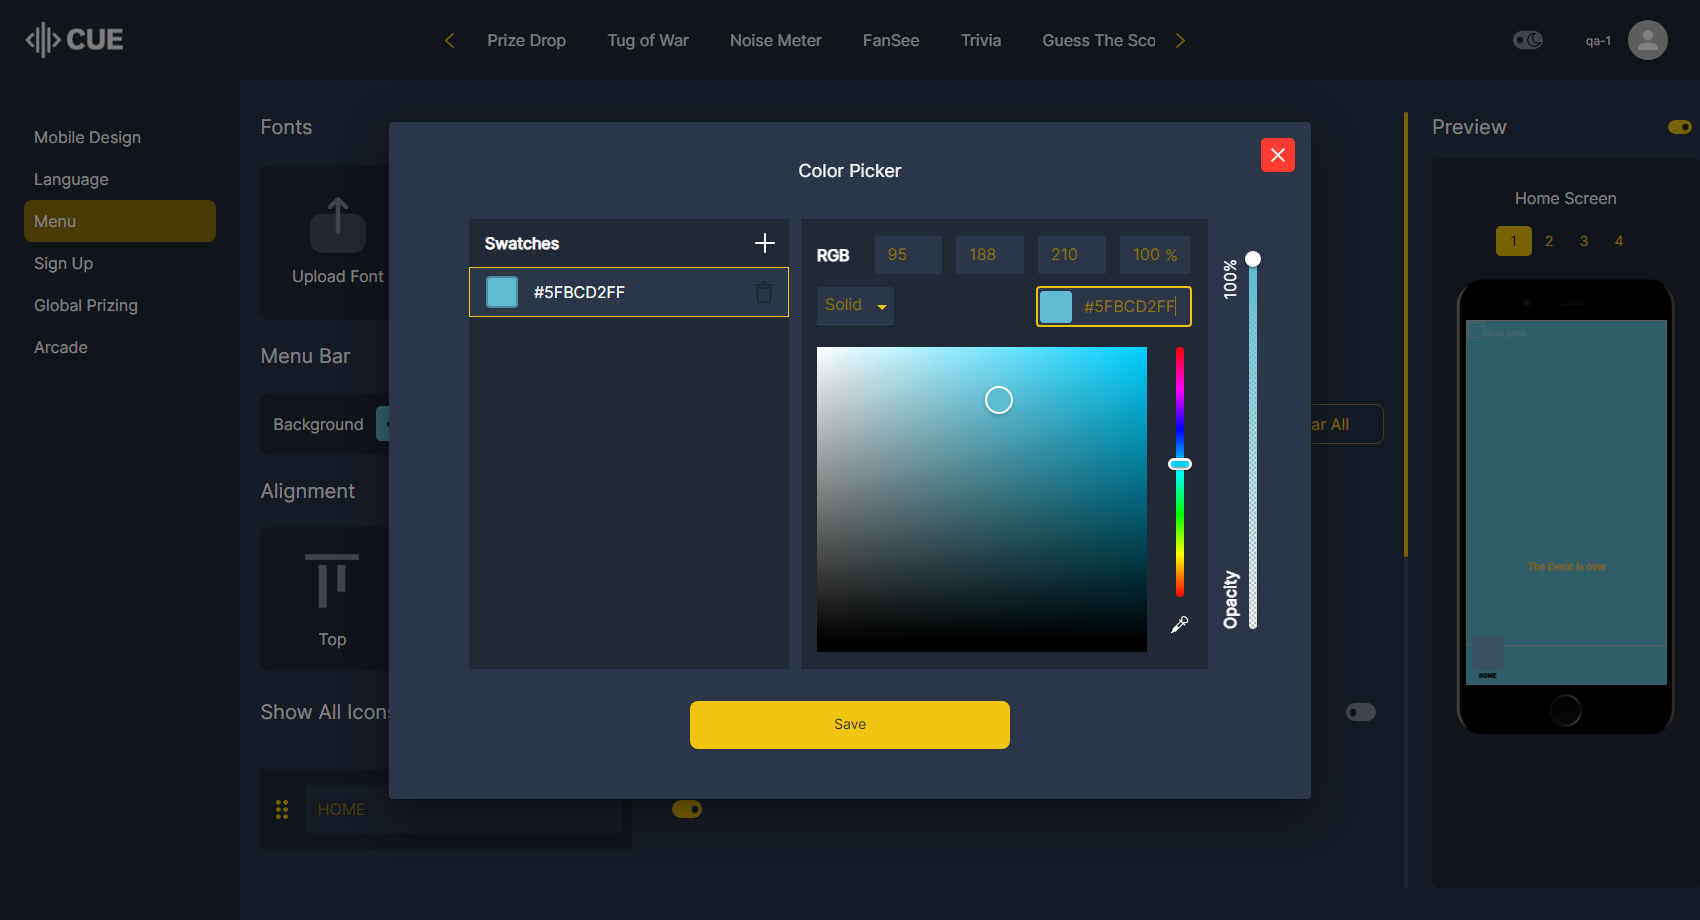 CUE
Prize Drop
Tug of War
Noise Meter
FanSee
Trivia
Guess The Sco
qa-1
Mobile Design
Language
Menu
Sign Up
Global Prizing
Arcade
Fonts
Upload Font
Menu Bar
Background
ar All
Alignment
Top
Show All Icons
HOME
Color Picker
Swatches
#5FBCD2FF
RGB
95
188
210
100 %
Solid
#5FBCD2FF
100%
Opacity
Save
Preview
Home Screen
1
2
3
4
Go to game
The Event is over
HOME